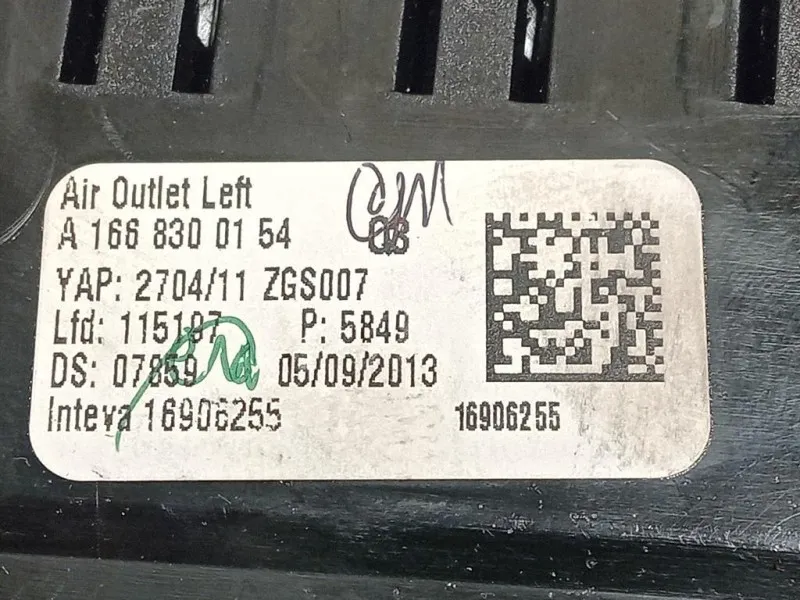 Air Outlet Left
A 166 830 01 54
YAP: 2704/11 ZGS007
Lfd: 115197 P: 5849
DS: 07859 05/09/2013
Inteva 16906255
16906255